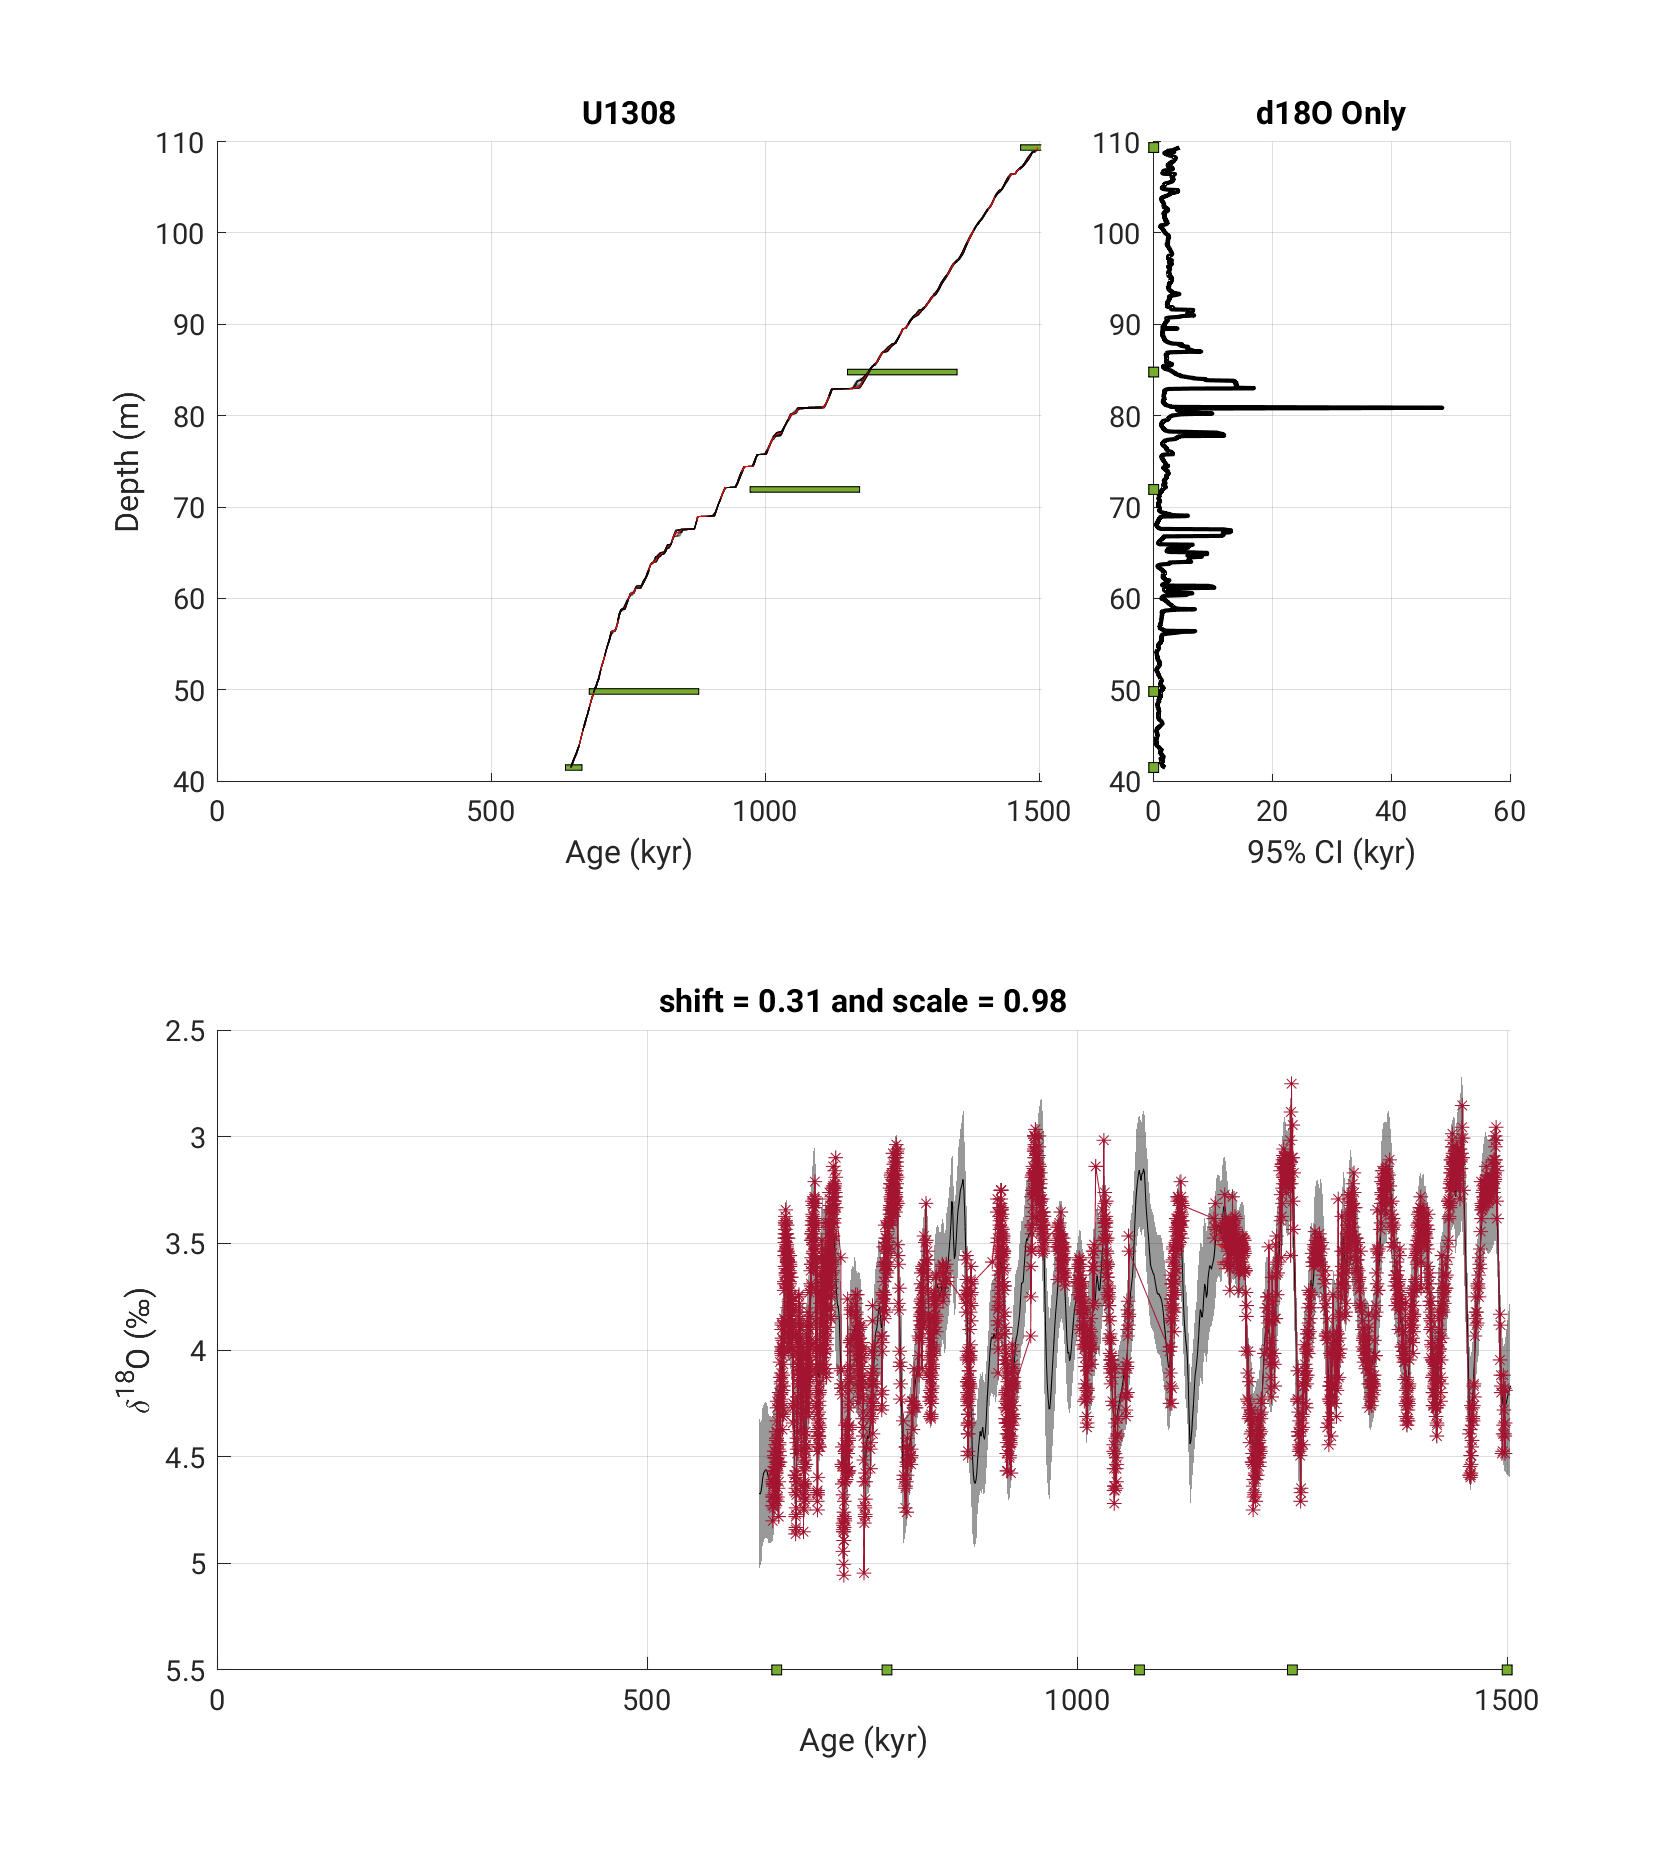 U1308
110
100
90
80
70
60
50
40
Depth (m)
0 500 1000 1500
Age (kyr)
d18O Only
110
100
90
80
70
60
50
40
0 20 40 60
95% CI (kyr)
shift = 0.31 and scale = 0.98
2.5
3
3.5
4
4.5
5
5.5
δ18O (‰)
0 500 1000 1500
Age (kyr)